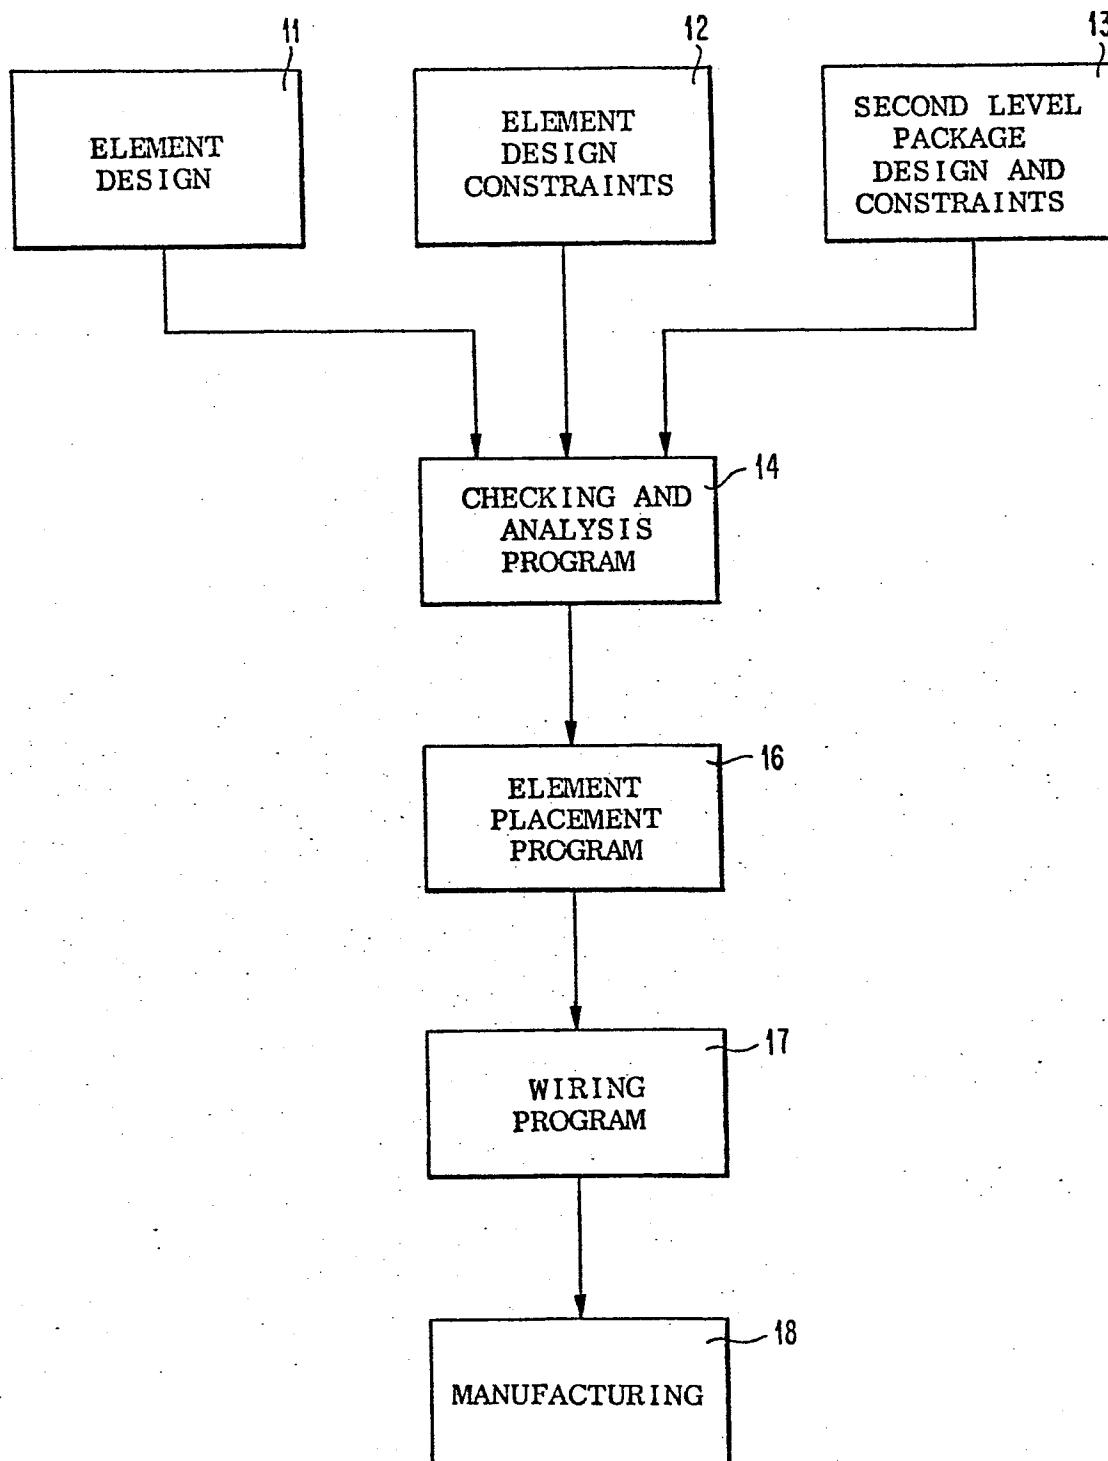 11
12
13
ELEMENT
DESIGN
ELEMENT
DESIGN
CONSTRAINTS
SECOND LEVEL
PACKAGE
DESIGN AND
CONSTRAINTS
14
CHECKING AND
ANALYSIS
PROGRAM
16
ELEMENT
PLACEMENT
PROGRAM
17
WIRING
PROGRAM
18
MANUFACTURING